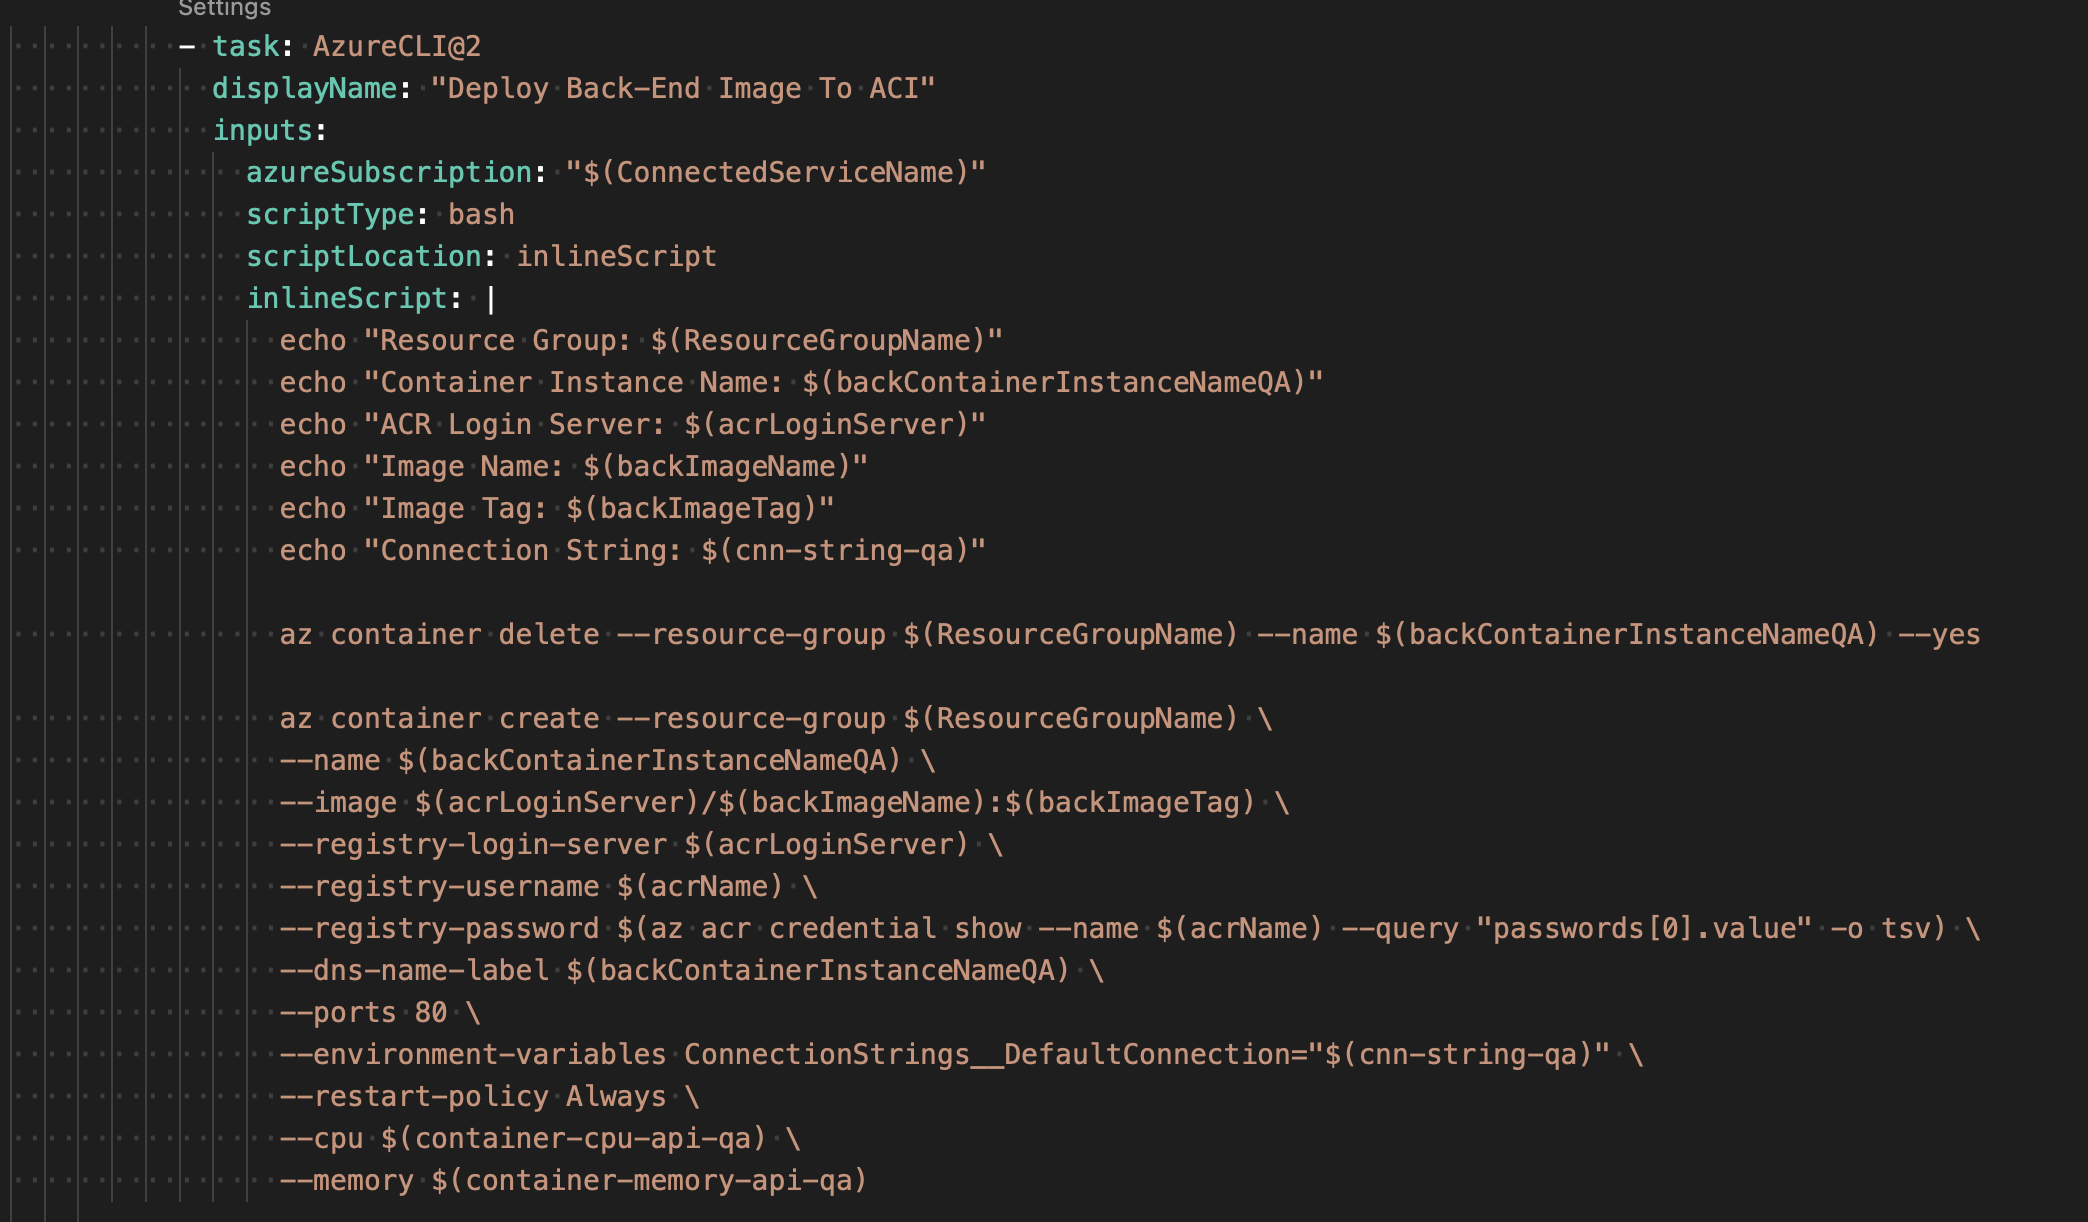 Settings
- task: AzureCLI@2
displayName: "Deploy Back-End Image To ACI"
inputs:
azureSubscription: "$(ConnectedServiceName)"
scriptType: bash
scriptLocation: inlineScript
inlineScript: |
echo "Resource Group: $(ResourceGroupName)"
echo "Container Instance Name: $(backContainerInstanceNameQA)"
echo "ACR Login Server: $(acrLoginServer)"
echo "Image Name: $(backImageName)"
echo "Image Tag: $(backImageTag)"
echo "Connection String: $(cnn-string-qa)"
az container delete --resource-group $(ResourceGroupName) --name $(backContainerInstanceNameQA) --yes
az container create --resource-group $(ResourceGroupName) \
--name $(backContainerInstanceNameQA) \
--image $(acrLoginServer)/$(backImageName):$(backImageTag) \
--registry-login-server $(acrLoginServer) \
--registry-username $(acrName) \
--registry-password $(az acr credential show --name $(acrName) --query "passwords[0].value" -o tsv) \
--dns-name-label $(backContainerInstanceNameQA) \
--ports 80 \
--environment-variables ConnectionStrings__DefaultConnection="$(cnn-string-qa)" \
--restart-policy Always \
--cpu $(container-cpu-api-qa) \
--memory $(container-memory-api-qa)